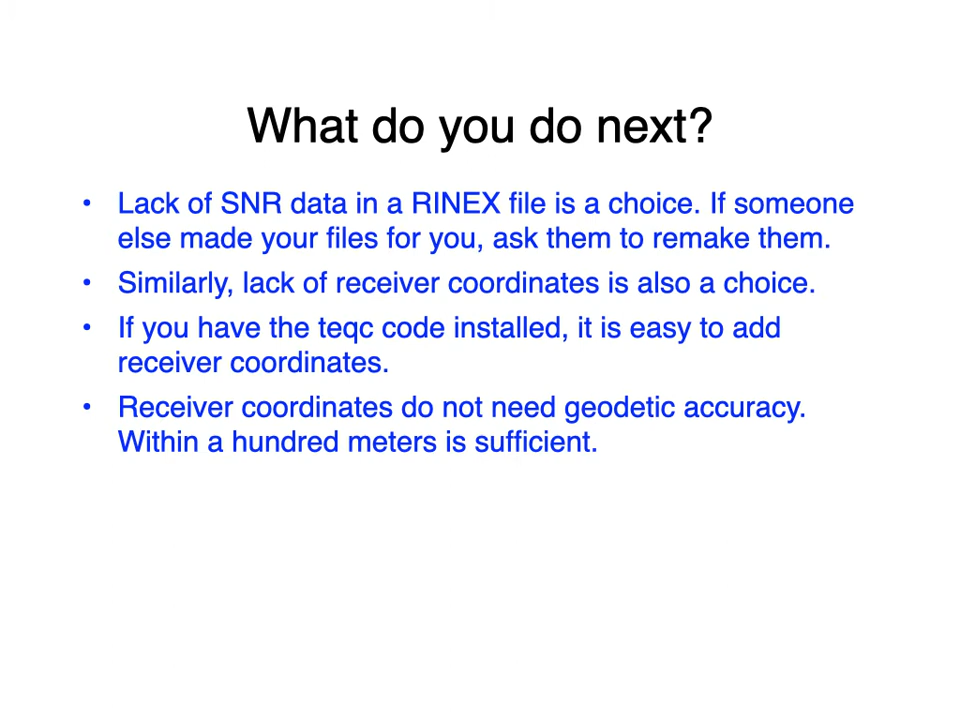 What do you do next?
• Lack of SNR data in a RINEX file is a choice. If someone
else made your files for you, ask them to remake them.
• Similarly, lack of receiver coordinates is also a choice.
• If you have the teqc code installed, it is easy to add
receiver coordinates.
• Receiver coordinates do not need geodetic accuracy.
Within a hundred meters is sufficient.